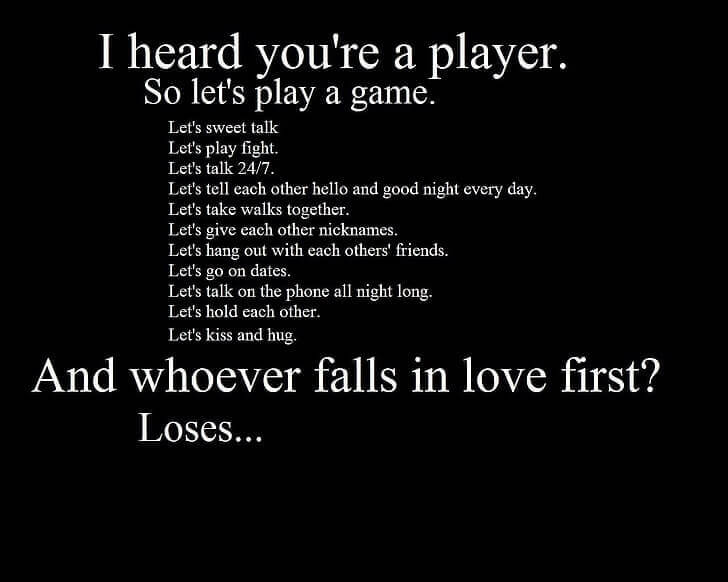 I heard you're a player.
So let's play a game.
Let's sweet talk
Let's play fight.
Let's talk 24/7.
Let's tell each other hello and good night every day.
Let's take walks together.
Let's give each other nicknames.
Let's hang out with each others' friends.
Let's go on dates.
Let's talk on the phone all night long.
Let's hold each other.
Let's kiss and hug.
And whoever falls in love first?
Loses...